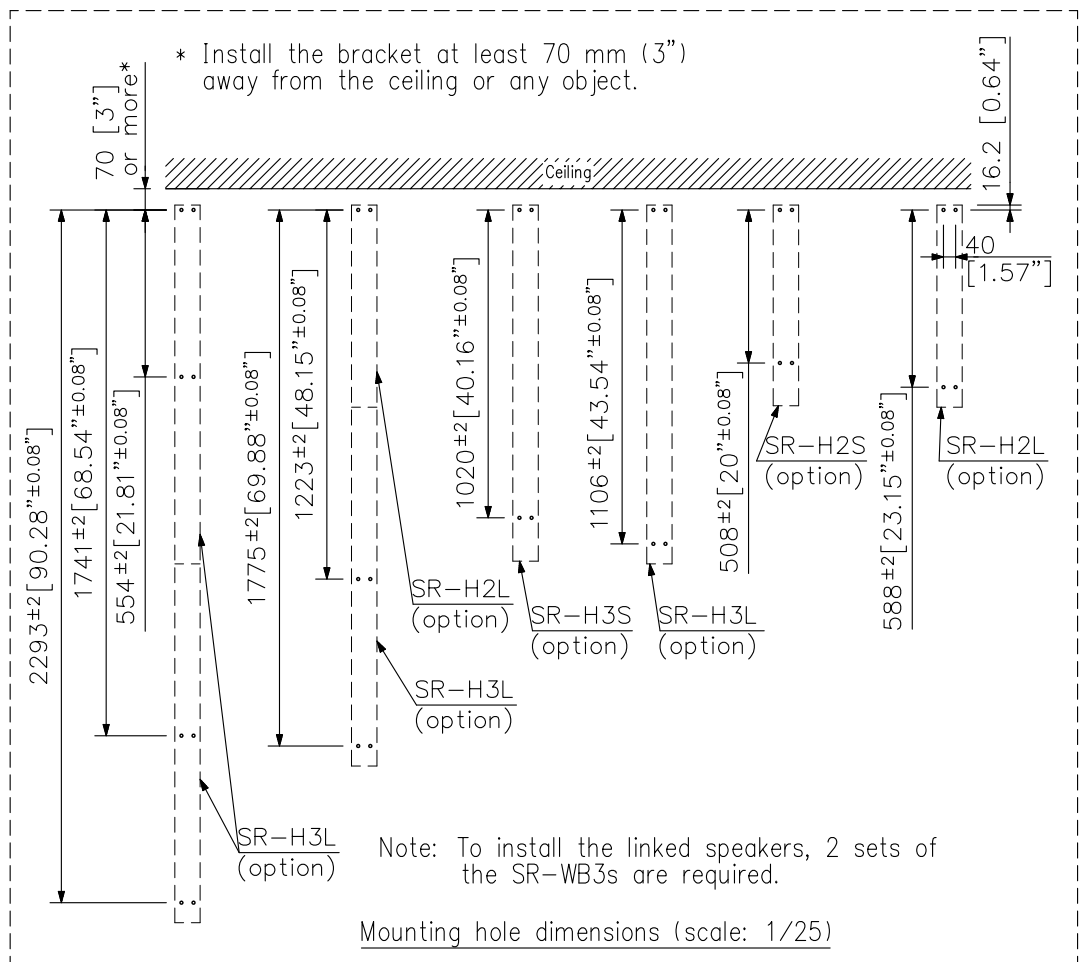 * Install the bracket at least 70 mm (3”)
away from the ceiling or any object.
70 [3”]
or more*
16.2 [0.64”]
Ceiling
40
[1.57”]
2293±2[90.28”±0.08”]
1741±2[68.54”±0.08”]
554±2[21.81”±0.08”]
1775±2[69.88”±0.08”]
1223±2[48.15”±0.08”]
1020±2[40.16”±0.08”]
1106±2[43.54”±0.08”]
508±2[20”±0.08”]
588±2[23.15”±0.08”]
SR-H2S
(option)
SR-H2L
(option)
SR-H2L
(option)
SR-H3S
(option)
SR-H3L
(option)
SR-H3L
(option)
SR-H3L
(option)
Note: To install the linked speakers, 2 sets of
the SR-WB3s are required.
Mounting hole dimensions (scale: 1/25)